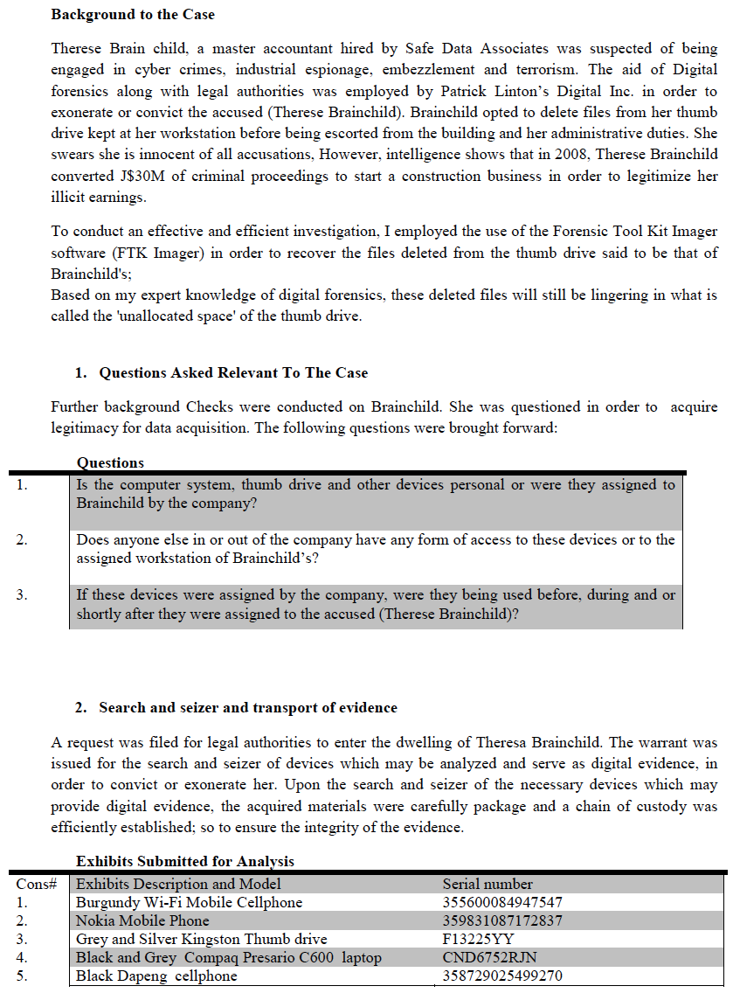 Background to the Case
Therese Brain child, a master accountant hired by Safe Data Associates was suspected of being
engaged in cyber crimes, industrial espionage, embezzlement and terrorism. The aid of Digital
forensics along with legal authorities was employed by Patrick Linton's Digital Inc. in order to
exonerate or convict the accused (Therese Brainchild). Brainchild opted to delete files from her thumb
drive kept at her workstation before being escorted from the building and her administrative duties. She
swears she is innocent of all accusations, However, intelligence shows that in 2008, Therese Brainchild
converted J$30M of criminal proceedings to start a construction business in order to legitimize her
illicit earnings.
To conduct an effective and efficient investigation, I employed the use of the Forensic Tool Kit Imager
software (FTK Imager) in order to recover the files deleted from the thumb drive said to be that of
Brainchild's;
Based on my expert knowledge of digital forensics, these deleted files will still be lingering in what is
called the 'unallocated space' of the thumb drive.
1. Questions Asked Relevant To The Case
Further background Checks were conducted on Brainchild. She was questioned in order to acquire
legitimacy for data acquisition. The following questions were brought forward:
Questions
1. Is the computer system, thumb drive and other devices personal or were they assigned to
Brainchild by the company?
2. Does anyone else in or out of the company have any form of access to these devices or to the
assigned workstation of Brainchild's?
3. If these devices were assigned by the company, were they being used before, during and or
shortly after they were assigned to the accused (Therese Brainchild)?
2. Search and seizer and transport of evidence
A request was filed for legal authorities to enter the dwelling of Theresa Brainchild. The warrant was
issued for the search and seizer of devices which may be analyzed and serve as digital evidence, in
order to convict or exonerate her. Upon the search and seizer of the necessary devices which may
provide digital evidence, the acquired materials were carefully package and a chain of custody was
efficiently established; so to ensure the integrity of the evidence.
Exhibits Submitted for Analysis
Cons# Exhibits Description and Model Serial number
1. Burgundy Wi-Fi Mobile Cellphone 355600084947547
2. Nokia Mobile Phone 359831087172837
3. Grey and Silver Kingston Thumb drive F13225YY
4. Black and Grey Compaq Presario C600 laptop CND6752RJN
5. Black Dapeng cellphone 358729025499270